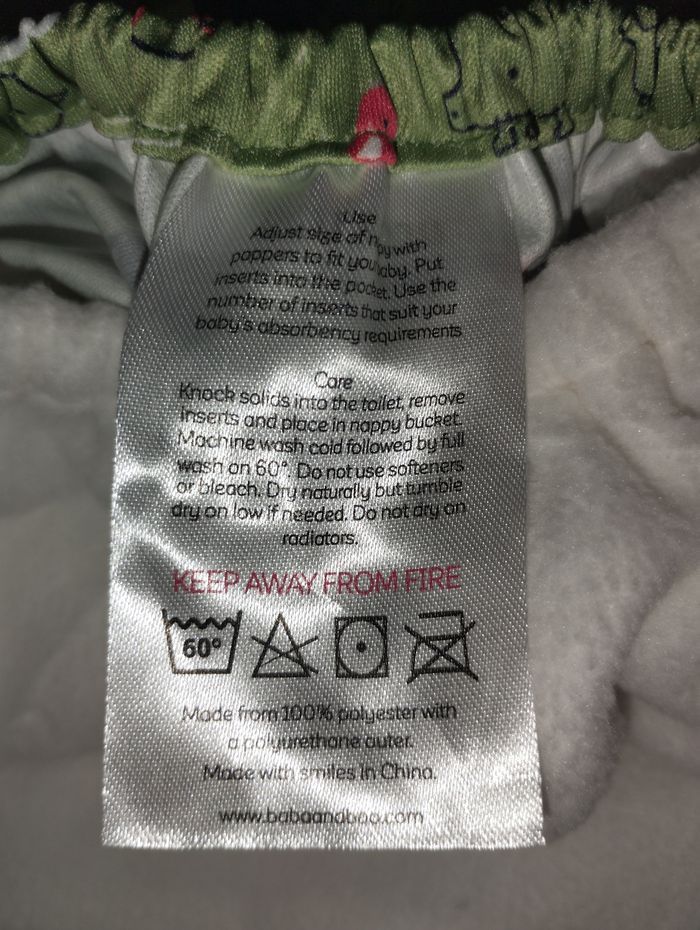 Use
Adjust size of nppy with
poppers to fit you baby. Put
inserts into the pocket. Use the
number of inserts that suit your
baby's absorbency requirements
Care
Knock solids into the toilet, remove
inserts and place in nappy bucket.
Machine wash cold followed by full
wash on 60°. Do not use softeners
or bleach. Dry naturally but tumble
dry on low if needed. Do not dry on
radiators.
KEEP AWAY FROM FIRE
60°
Made from 100% polyester with
a polyurethane outer.
Made with smiles in China.
www.babaandboo.com